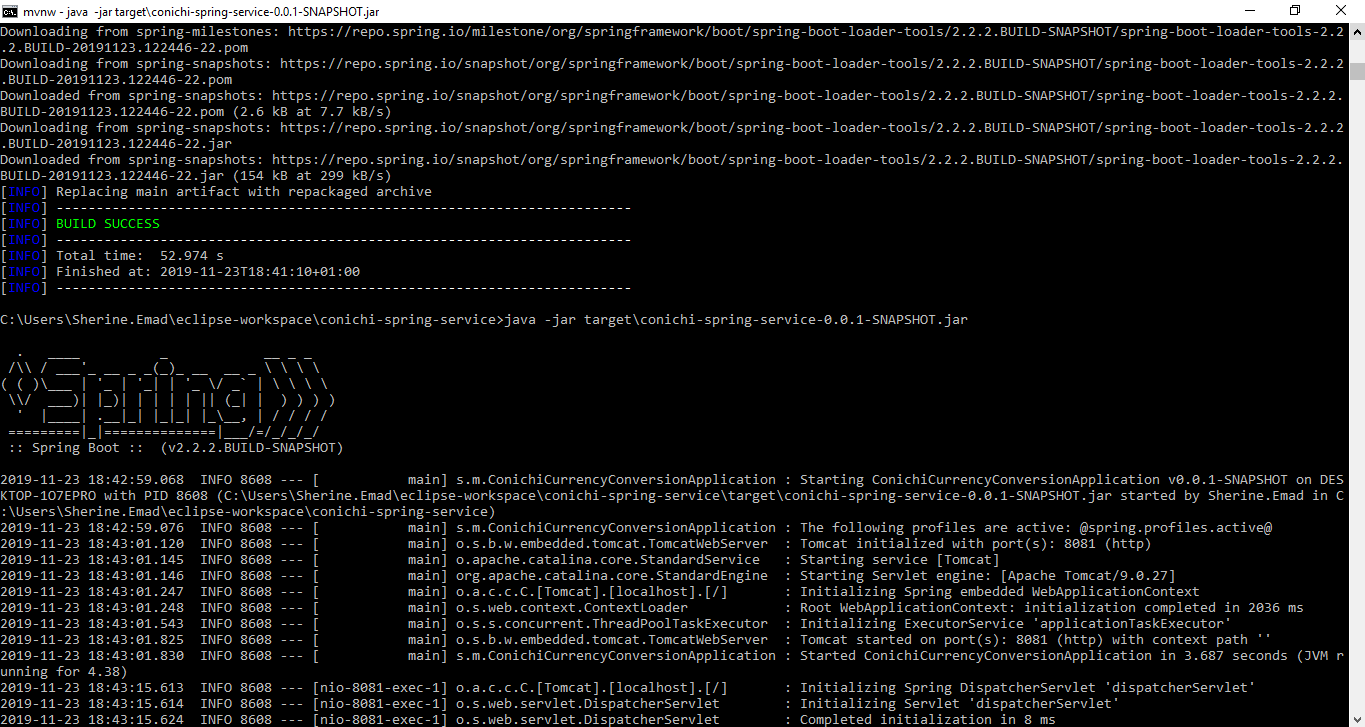 mvnw - java  -jar target\conichi-spring-service-0.0.1-SNAPSHOT.jar
Downloading from spring-milestones: https://repo.spring.io/milestone/org/springframework/boot/spring-boot-loader-tools/2.2.2.BUILD-SNAPSHOT/spring-boot-loader-tools-2.2
.2.BUILD-20191123.122446-22.pom
Downloading from spring-snapshots: https://repo.spring.io/snapshot/org/springframework/boot/spring-boot-loader-tools/2.2.2.BUILD-SNAPSHOT/spring-boot-loader-tools-2.2.2
.BUILD-20191123.122446-22.pom
Downloaded from spring-snapshots: https://repo.spring.io/snapshot/org/springframework/boot/spring-boot-loader-tools/2.2.2.BUILD-SNAPSHOT/spring-boot-loader-tools-2.2.2.
BUILD-20191123.122446-22.pom (2.6 kB at 7.7 kB/s)
Downloading from spring-snapshots: https://repo.spring.io/snapshot/org/springframework/boot/spring-boot-loader-tools/2.2.2.BUILD-SNAPSHOT/spring-boot-loader-tools-2.2.2
.BUILD-20191123.122446-22.jar
Downloaded from spring-snapshots: https://repo.spring.io/snapshot/org/springframework/boot/spring-boot-loader-tools/2.2.2.BUILD-SNAPSHOT/spring-boot-loader-tools-2.2.2.
BUILD-20191123.122446-22.jar (154 kB at 299 kB/s)
[INFO] Replacing main artifact with repackaged archive
[INFO] ------------------------------------------------------------------------
[INFO] BUILD SUCCESS
[INFO] ------------------------------------------------------------------------
[INFO] Total time:  52.974 s
[INFO] Finished at: 2019-11-23T18:41:10+01:00
[INFO] ------------------------------------------------------------------------
C:\Users\Sherine.Emad\eclipse-workspace\conichi-spring-service>java -jar target\conichi-spring-service-0.0.1-SNAPSHOT.jar
  .   ____          _            __ _ _
 /\\ / ___'_ __ _ _(_)_ __  __ _ \ \ \ \
( ( )\___ | '_ | '_| | '_ \/ _` | \ \ \ \
 \\/  ___)| |_)| | | | | || (_| |  ) ) ) )
  '  |____| .__|_| |_|_| |_\__, | / / / /
 =========|_|==============|___/=/_/_/_/
 :: Spring Boot ::  (v2.2.2.BUILD-SNAPSHOT)
2019-11-23 18:42:59.068  INFO 8608 --- [           main] s.m.ConichiCurrencyConversionApplication : Starting ConichiCurrencyConversionApplication v0.0.1-SNAPSHOT on DES
KTOP-1O7EPRO with PID 8608 (C:\Users\Sherine.Emad\eclipse-workspace\conichi-spring-service\target\conichi-spring-service-0.0.1-SNAPSHOT.jar started by Sherine.Emad in C
:\Users\Sherine.Emad\eclipse-workspace\conichi-spring-service)
2019-11-23 18:42:59.076  INFO 8608 --- [           main] s.m.ConichiCurrencyConversionApplication : The following profiles are active: @spring.profiles.active@
2019-11-23 18:43:01.120  INFO 8608 --- [           main] o.s.b.w.embedded.tomcat.TomcatWebServer  : Tomcat initialized with port(s): 8081 (http)
2019-11-23 18:43:01.145  INFO 8608 --- [           main] o.apache.catalina.core.StandardService   : Starting service [Tomcat]
2019-11-23 18:43:01.146  INFO 8608 --- [           main] org.apache.catalina.core.StandardEngine  : Starting Servlet engine: [Apache Tomcat/9.0.27]
2019-11-23 18:43:01.247  INFO 8608 --- [           main] o.a.c.c.C.[Tomcat].[localhost].[/]       : Initializing Spring embedded WebApplicationContext
2019-11-23 18:43:01.248  INFO 8608 --- [           main] o.s.web.context.ContextLoader            : Root WebApplicationContext: initialization completed in 2036 ms
2019-11-23 18:43:01.543  INFO 8608 --- [           main] o.s.s.concurrent.ThreadPoolTaskExecutor  : Initializing ExecutorService 'applicationTaskExecutor'
2019-11-23 18:43:01.825  INFO 8608 --- [           main] o.s.b.w.embedded.tomcat.TomcatWebServer  : Tomcat started on port(s): 8081 (http) with context path ''
2019-11-23 18:43:01.830  INFO 8608 --- [           main] s.m.ConichiCurrencyConversionApplication : Started ConichiCurrencyConversionApplication in 3.687 seconds (JVM r
unning for 4.38)
2019-11-23 18:43:15.613  INFO 8608 --- [nio-8081-exec-1] o.a.c.c.C.[Tomcat].[localhost].[/]       : Initializing Spring DispatcherServlet 'dispatcherServlet'
2019-11-23 18:43:15.614  INFO 8608 --- [nio-8081-exec-1] o.s.web.servlet.DispatcherServlet        : Initializing Servlet 'dispatcherServlet'
2019-11-23 18:43:15.624  INFO 8608 --- [nio-8081-exec-1] o.s.web.servlet.DispatcherServlet        : Completed initialization in 8 ms